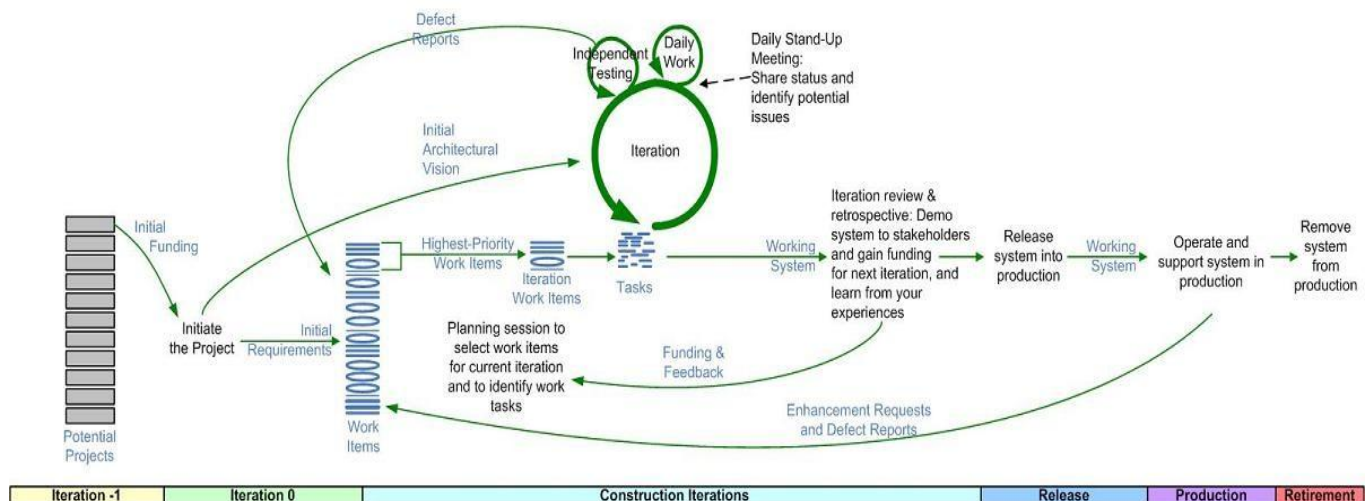 Defect
Reports
Independent
Testing
Daily
Work
Daily Stand-Up
Meeting:
Share status and
identify potential
issues
Initial
Architectural
Vision
Iteration
Initial
Funding
Highest-Priority
Work Items
Iteration
Work Items
Tasks
Working
System
Iteration review &
retrospective: Demo
system to stakeholders
and gain funding
for next iteration, and
learn from your
experiences
Release
system into
production
Working
System
Operate and
support system in
production
Remove
system
from
production
Initiate
the Project
Initial
Requirements
Planning session to
select work items
for current iteration
and to identify work
tasks
Funding &
Feedback
Enhancement Requests
and Defect Reports
Potential
Projects
Work
Items
Iteration -1
Iteration 0
Construction Iterations
Release
Production
Retirement